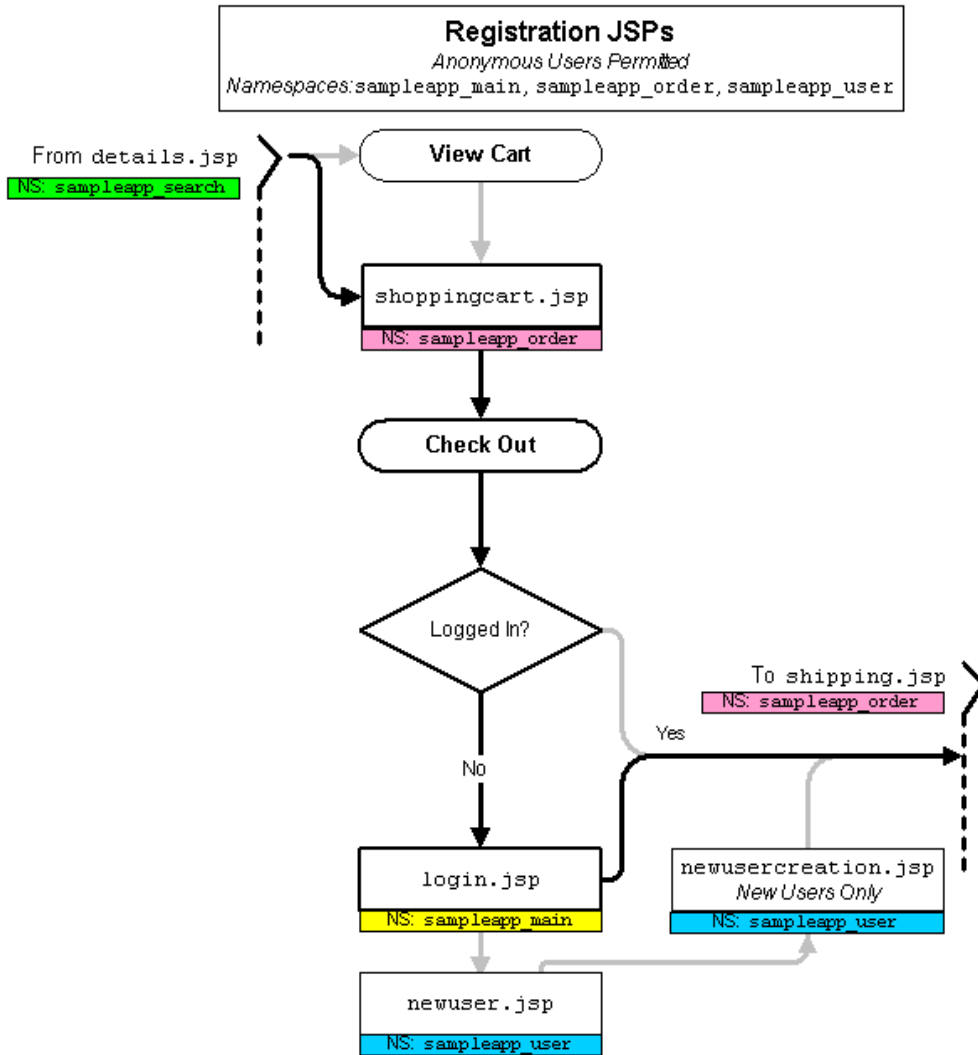 Registration JSPs
Anonymous Users Permitted
Namespaces:sampleapp_main, sampleapp_order, sampleapp_user
From details.jsp
NS: sampleapp_search
View Cart
shoppingcart.jsp
NS: sampleapp_order
Check Out
Logged In?
To shipping.jsp
NS: sampleapp_order
Yes
No
login.jsp
NS: sampleapp_main
newusercreation.jsp
New Users Only
NS: sampleapp_user
newuser.jsp
NS: sampleapp_user